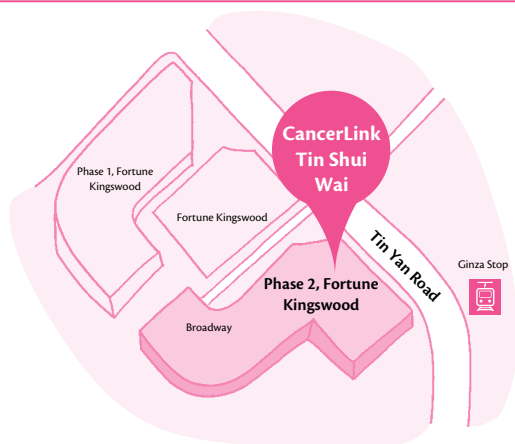 CancerLink
Tin Shui
Wai
Phase 1, Fortune
Kingswood
Fortune Kingswood
Tin Yan Road
Ginza Stop
Phase 2, Fortune
Kingswood
Broadway